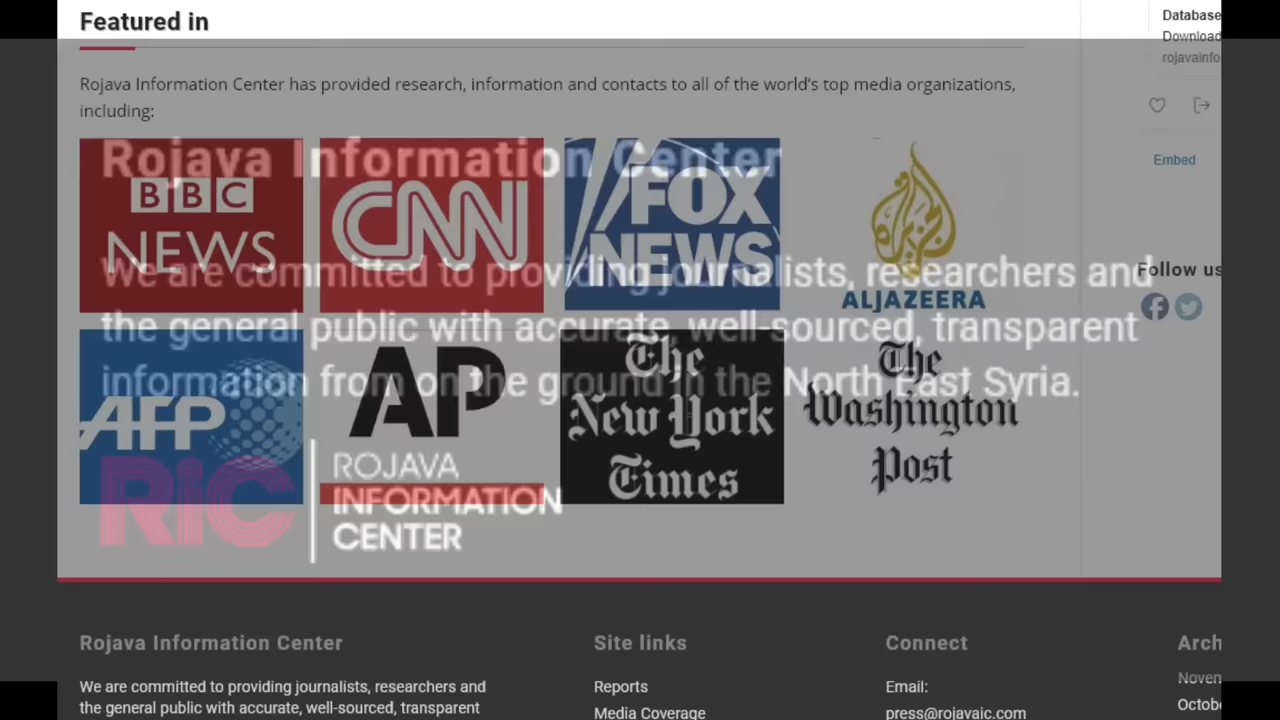 Featured in
Database
Download
rojavainfo
Rojava Information Center has provided research, information and contacts to all of the world's top media organizations,
including:
Embed
Rojava Information Center
BBC
NEWS
CNN
FOX
NEWS
ALJAZEERA
We are committed to providing journalists, researchers and
the general public with accurate, well-sourced, transparent
information from on the ground in the North East Syria.
Follow us
AFP
AP
The
New York
Times
The
Washington
Post
RiC
ROJAVA
INFORMATION
CENTER
Rojava Information Center
Site links
Connect
Arch
We are committed to providing journalists, researchers and
the general public with accurate, well-sourced, transparent
Reports
Media Coverage
Email:
press@rojavaic.com
Noven
Octobe